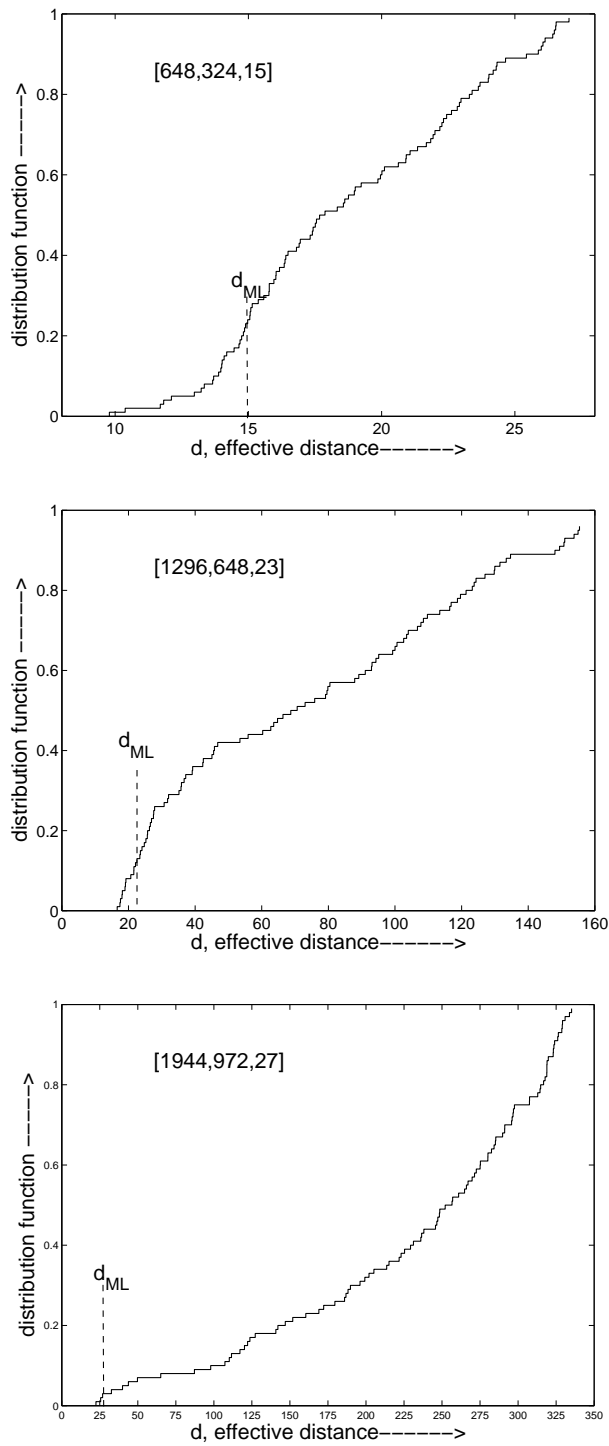 1
[648,324,15]
0.8
0.6
0.4
d_ML
0.2
0
10 15 20 25
d, effective distance------>
distribution function ------>
1
[1296,648,23]
0.8
0.6
d_ML
0.4
0.2
0
0 20 40 60 80 100 120 140 160
d, effective distance------>
distribution function ------>
1
[1944,972,27]
0.8
0.6
0.4
d_ML
0.2
0
0 25 50 75 100 125 150 175 200 225 250 275 300 325 350
d, effective distance------>
distribution function ------>